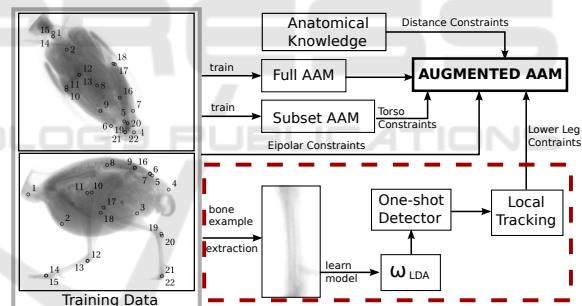 Anatomical
Knowledge
Distance Constraints
train
Full AAM
AUGMENTED AAM
train
Subset AAM
Torso
Constraints
Eipolar Constraints
Lower Leg
Contraints
bone
example
extraction
learn
model
ω LDA
One-shot
Detector
Local
Tracking
15
1
14
2
18
17
12
13
11
8
10
16
9
7
5
6
19
20
21
22
4
8
9
16
6
7
5
4
1
11
10
17
18
3
2
19
20
12
13
14
15
21
22
Training Data